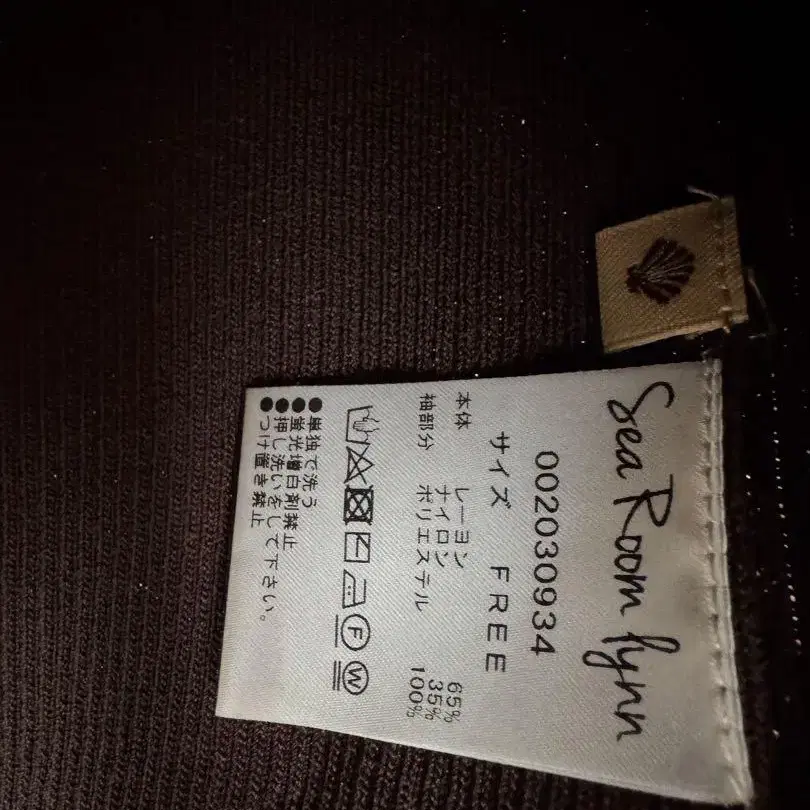 Sea Room lynn
002030934
サイズ FREE
本体 レーヨン 65%
ナイロン 35%
袖部分 ポリエステル 100%
F W
●単独で洗う
●蛍光増白剤禁止
●押し洗いをして下さい。
●つけ置き禁止